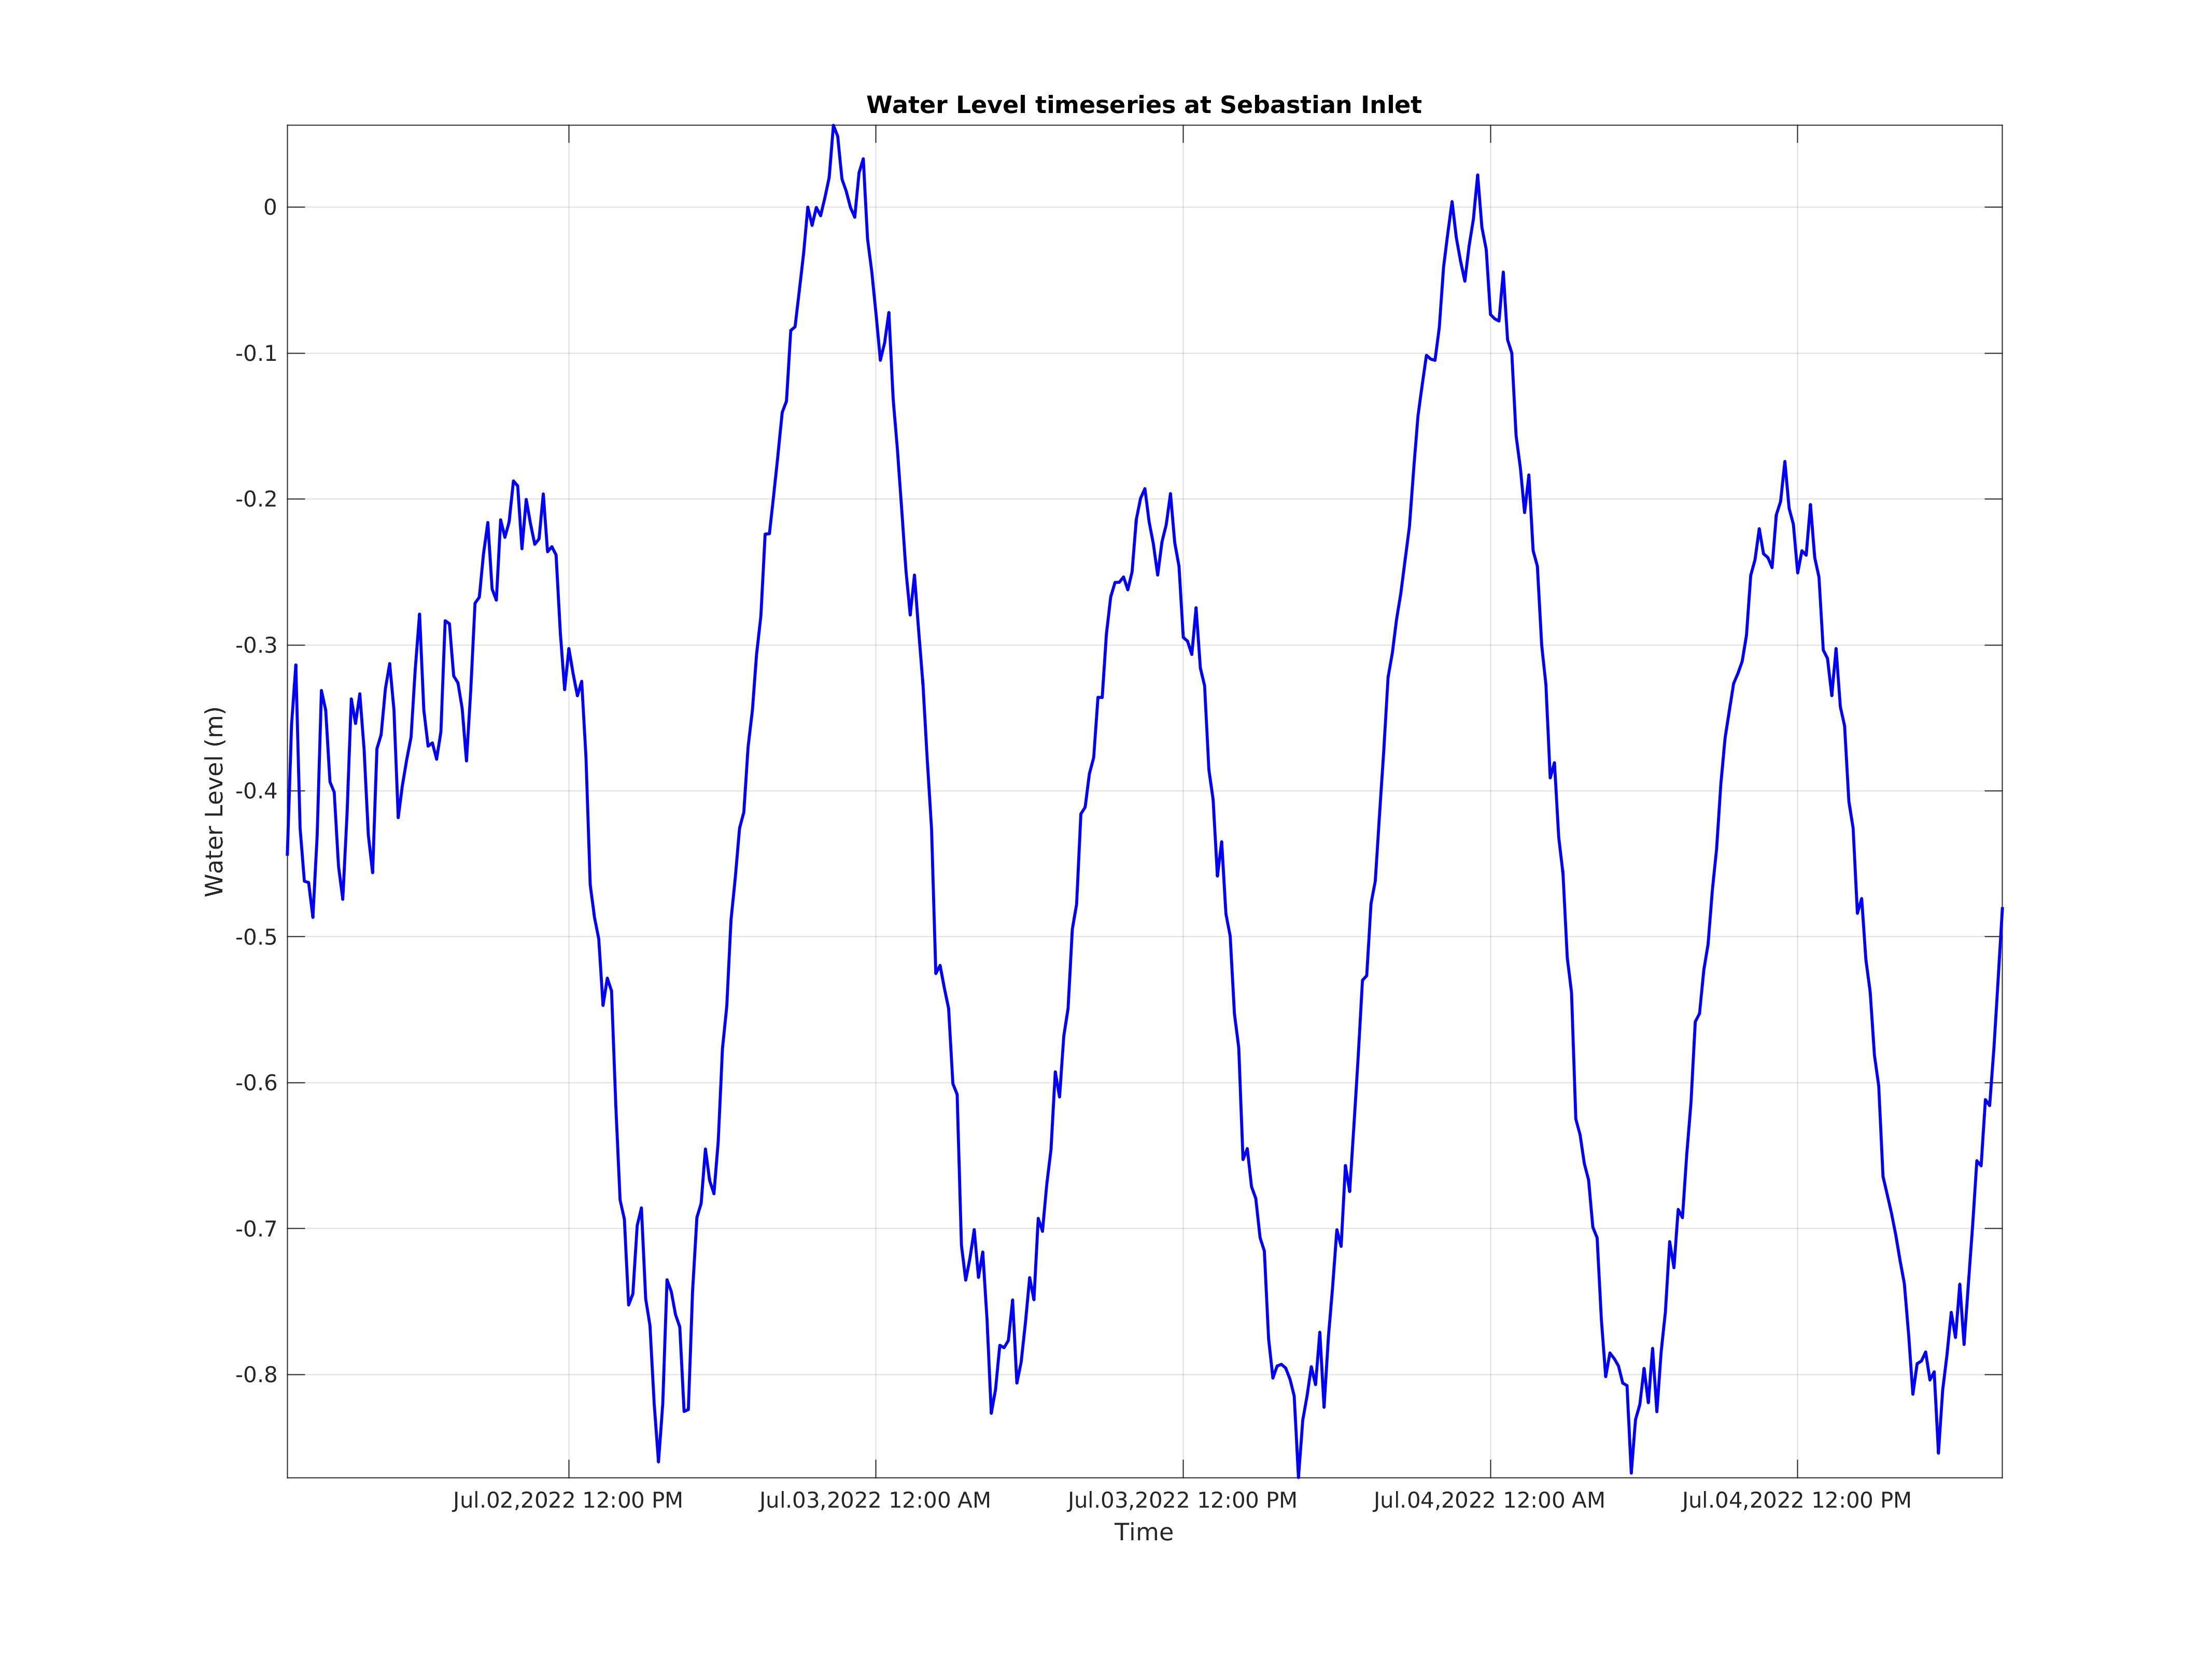 Water Level timeseries at Sebastian Inlet
0
-0.1
-0.2
-0.3
-0.4
-0.5
-0.6
-0.7
-0.8
Water Level (m)
Jul.02,2022 12:00 PM
Jul.03,2022 12:00 AM
Jul.03,2022 12:00 PM
Jul.04,2022 12:00 AM
Jul.04,2022 12:00 PM
Time